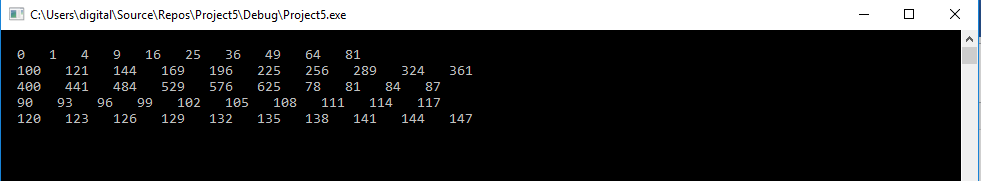 C:\Users\digital\Source\Repos\Project5\Debug\Project5.exe
0 1 4 9 16 25 36 49 64 81
100 121 144 169 196 225 256 289 324 361
400 441 484 529 576 625 78 81 84 87
90 93 96 99 102 105 108 111 114 117
120 123 126 129 132 135 138 141 144 147